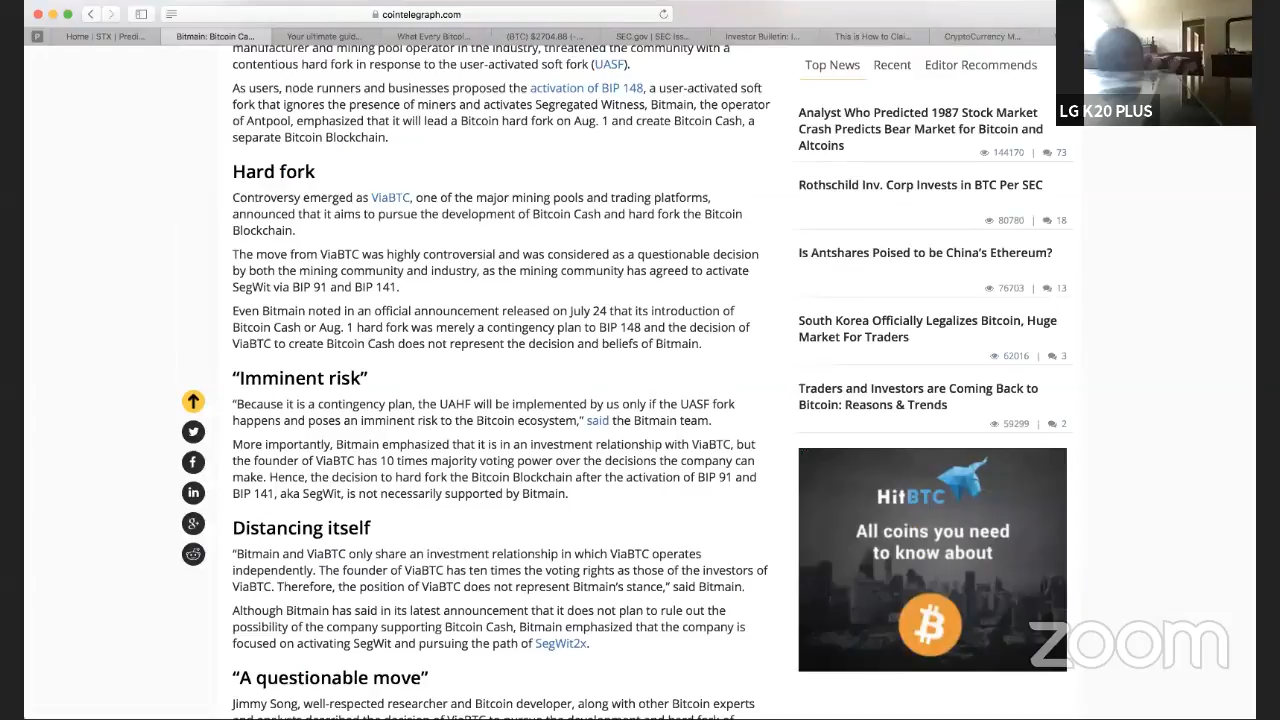 cointelegraph.com
Home | STX | Predi...
Bitmain: Bitcoin Ca...
Your ultimate guid...
What Every Bitcoi...
(BTC) $2704.88 (-...
SEC.gov | SEC Iss...
Investor Bulletin: I...
This is How to Clai...
CryptoCurrency M...
LG K20 PLUS
manufacturer and mining pool operator in the industry, threatened the community with a
contentious hard fork in response to the user-activated soft fork (UASF).
As users, node runners and businesses proposed the activation of BIP 148, a user-activated soft
fork that ignores the presence of miners and activates Segregated Witness, Bitmain, the operator
of Antpool, emphasized that it will lead a Bitcoin hard fork on Aug. 1 and create Bitcoin Cash, a
separate Bitcoin Blockchain.
Hard fork
Controversy emerged as ViaBTC, one of the major mining pools and trading platforms,
announced that it aims to pursue the development of Bitcoin Cash and hard fork the Bitcoin
Blockchain.
The move from ViaBTC was highly controversial and was considered as a questionable decision
by both the mining community and industry, as the mining community has agreed to activate
SegWit via BIP 91 and BIP 141.
Even Bitmain noted in an official announcement released on July 24 that its introduction of
Bitcoin Cash or Aug. 1 hard fork was merely a contingency plan to BIP 148 and the decision of
ViaBTC to create Bitcoin Cash does not represent the decision and beliefs of Bitmain.
“Imminent risk”
“Because it is a contingency plan, the UAHF will be implemented by us only if the UASF fork
happens and poses an imminent risk to the Bitcoin ecosystem,” said the Bitmain team.
More importantly, Bitmain emphasized that it is in an investment relationship with ViaBTC, but
the founder of ViaBTC has 10 times majority voting power over the decisions the company can
make. Hence, the decision to hard fork the Bitcoin Blockchain after the activation of BIP 91 and
BIP 141, aka SegWit, is not necessarily supported by Bitmain.
Distancing itself
“Bitmain and ViaBTC only share an investment relationship in which ViaBTC operates
independently. The founder of ViaBTC has ten times the voting rights as those of the investors of
ViaBTC. Therefore, the position of ViaBTC does not represent Bitmain’s stance,” said Bitmain.
Although Bitmain has said in its latest announcement that it does not plan to rule out the
possibility of the company supporting Bitcoin Cash, Bitmain emphasized that the company is
focused on activating SegWit and pursuing the path of SegWit2x.
“A questionable move”
Jimmy Song, well-respected researcher and Bitcoin developer, along with other Bitcoin experts
Top News Recent Editor Recommends
Analyst Who Predicted 1987 Stock Market
Crash Predicts Bear Market for Bitcoin and
Altcoins
144170 | 73
Rothschild Inv. Corp Invests in BTC Per SEC
80780 | 18
Is Antshares Poised to be China’s Ethereum?
76703 | 13
South Korea Officially Legalizes Bitcoin, Huge
Market For Traders
62016 | 3
Traders and Investors are Coming Back to
Bitcoin: Reasons & Trends
59299 | 2
HitBTC
All coins you need
to know about
zoom